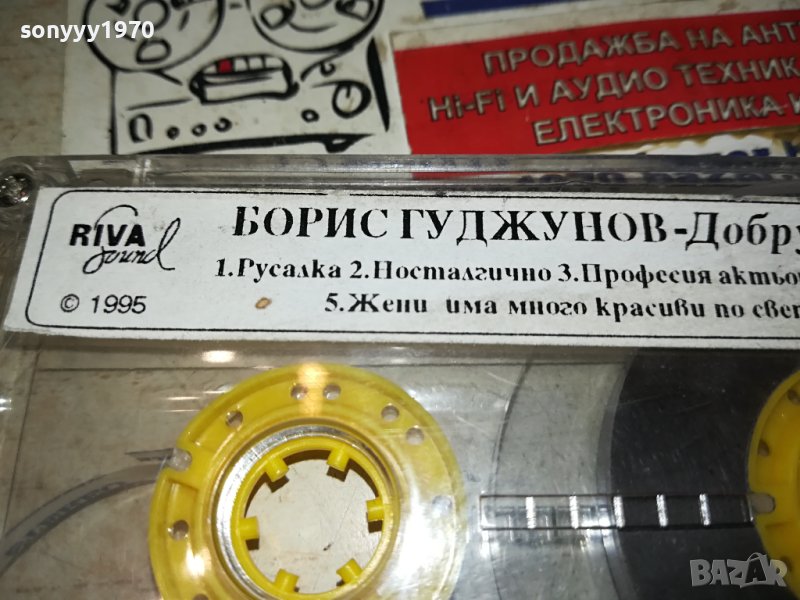 sonyyy1970
ПРОДАЖБА НА АНТ
Hi-Fi И АУДИО ТЕХНИК
ЕЛЕКТРОНИКА И
RIVA
Sound
© 1995
БОРИС ГУДЖУНОВ-Добру
1.Русалка 2.Носталгично 3.Професия актьо
5.Жени има много красиви по све
BAZAR